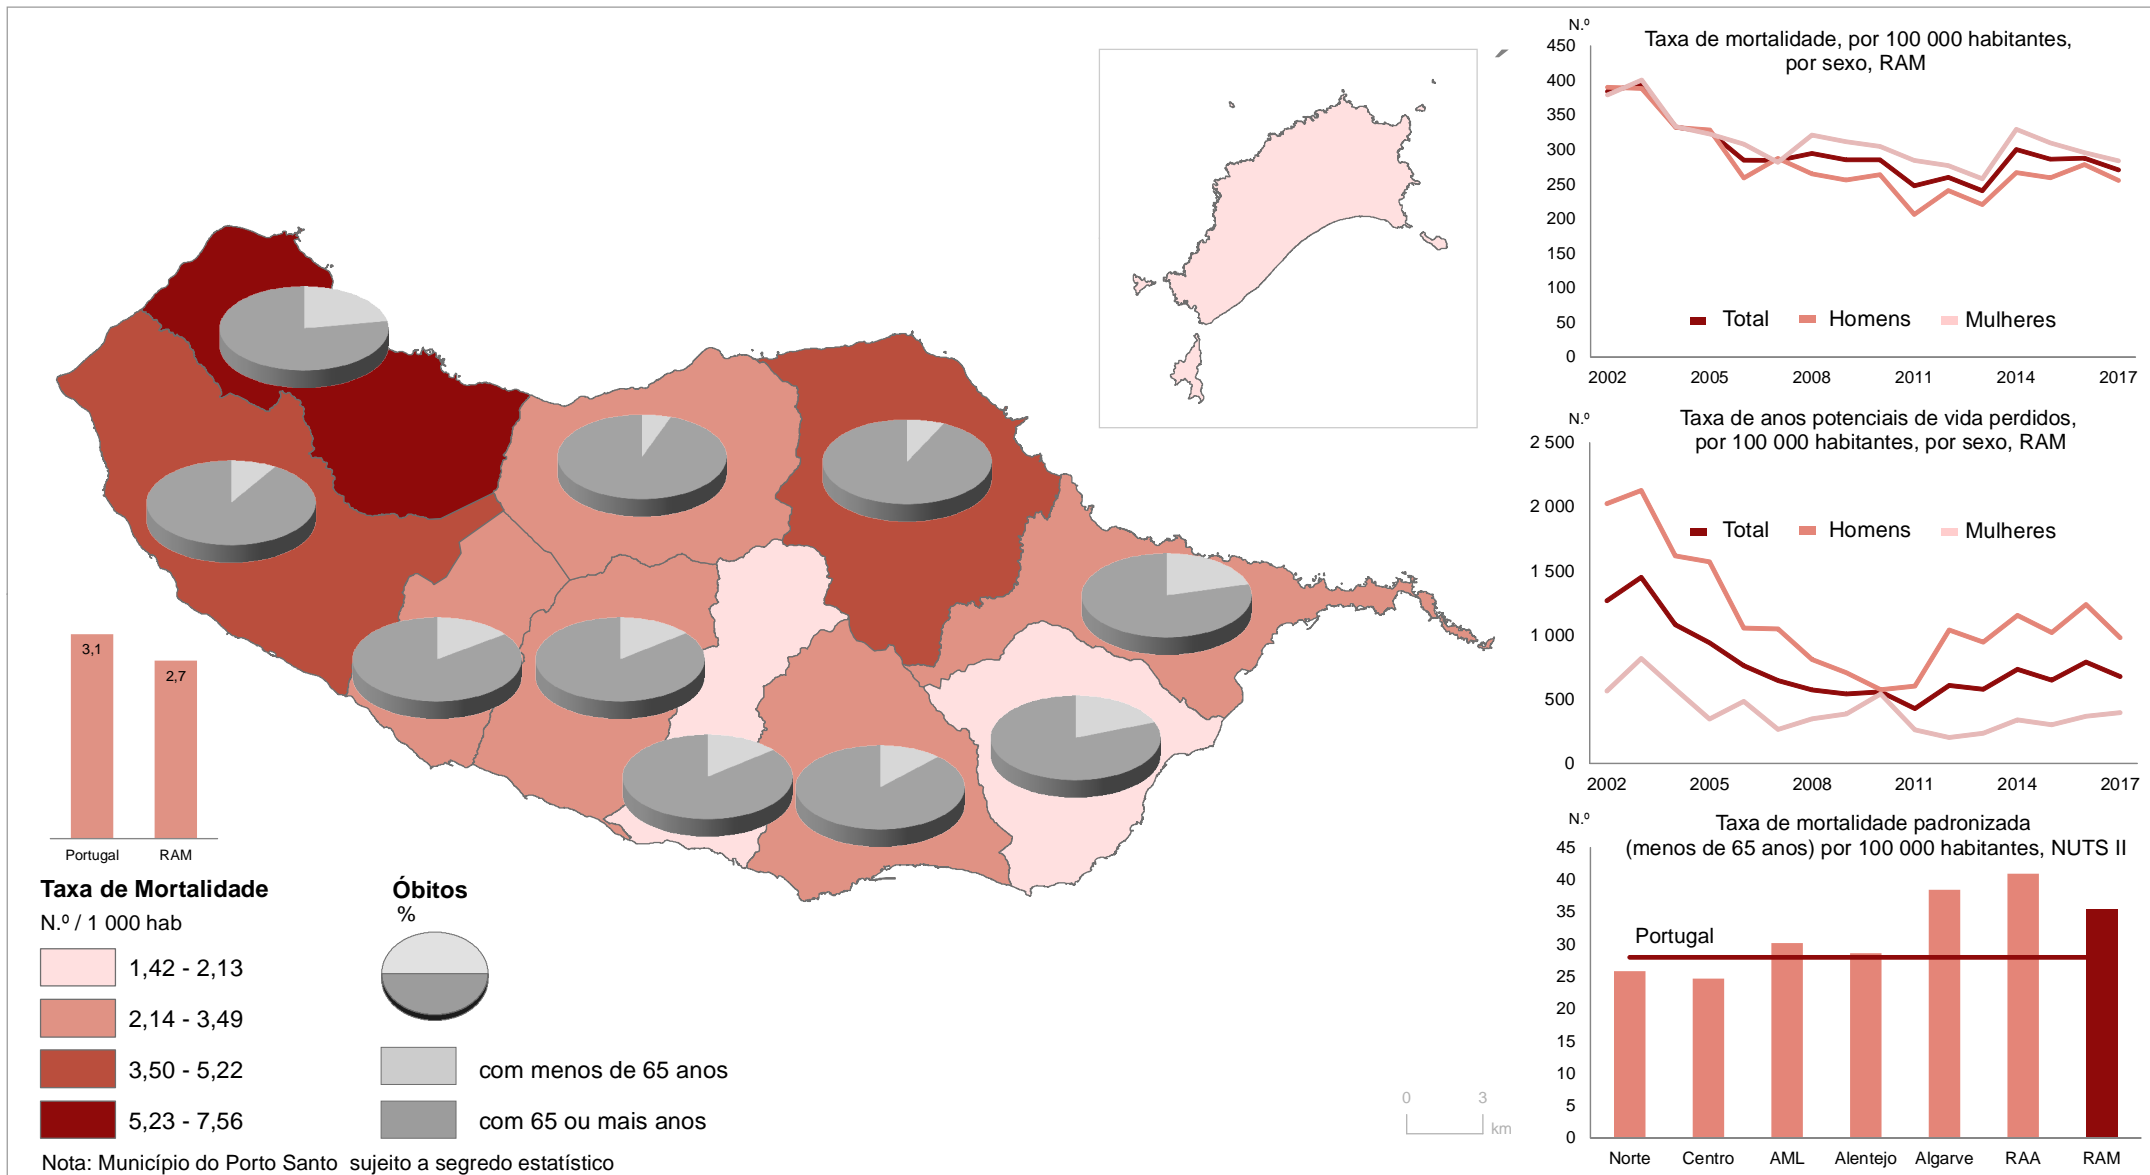 3,1
2,7
Portugal
RAM
Taxa de Mortalidade
N.º / 1 000 hab
1,42 - 2,13
2,14 - 3,49
3,50 - 5,22
5,23 - 7,56
Óbitos
%
com menos de 65 anos
com 65 ou mais anos
Nota: Município do Porto Santo sujeito a segredo estatístico
0 3
km
N.º
Taxa de mortalidade, por 100 000 habitantes,
por sexo, RAM
450
400
350
300
250
200
150
100
50
0
Total Homens Mulheres
2002 2005 2008 2011 2014 2017
N.º
Taxa de anos potenciais de vida perdidos,
por 100 000 habitantes, por sexo, RAM
2 500
2 000
1 500
1 000
500
0
Total Homens Mulheres
2002 2005 2008 2011 2014 2017
N.º
Taxa de mortalidade padronizada
(menos de 65 anos) por 100 000 habitantes, NUTS II
45
40
35
30
25
20
15
10
5
0
Portugal
Norte Centro AML Alentejo Algarve RAA RAM